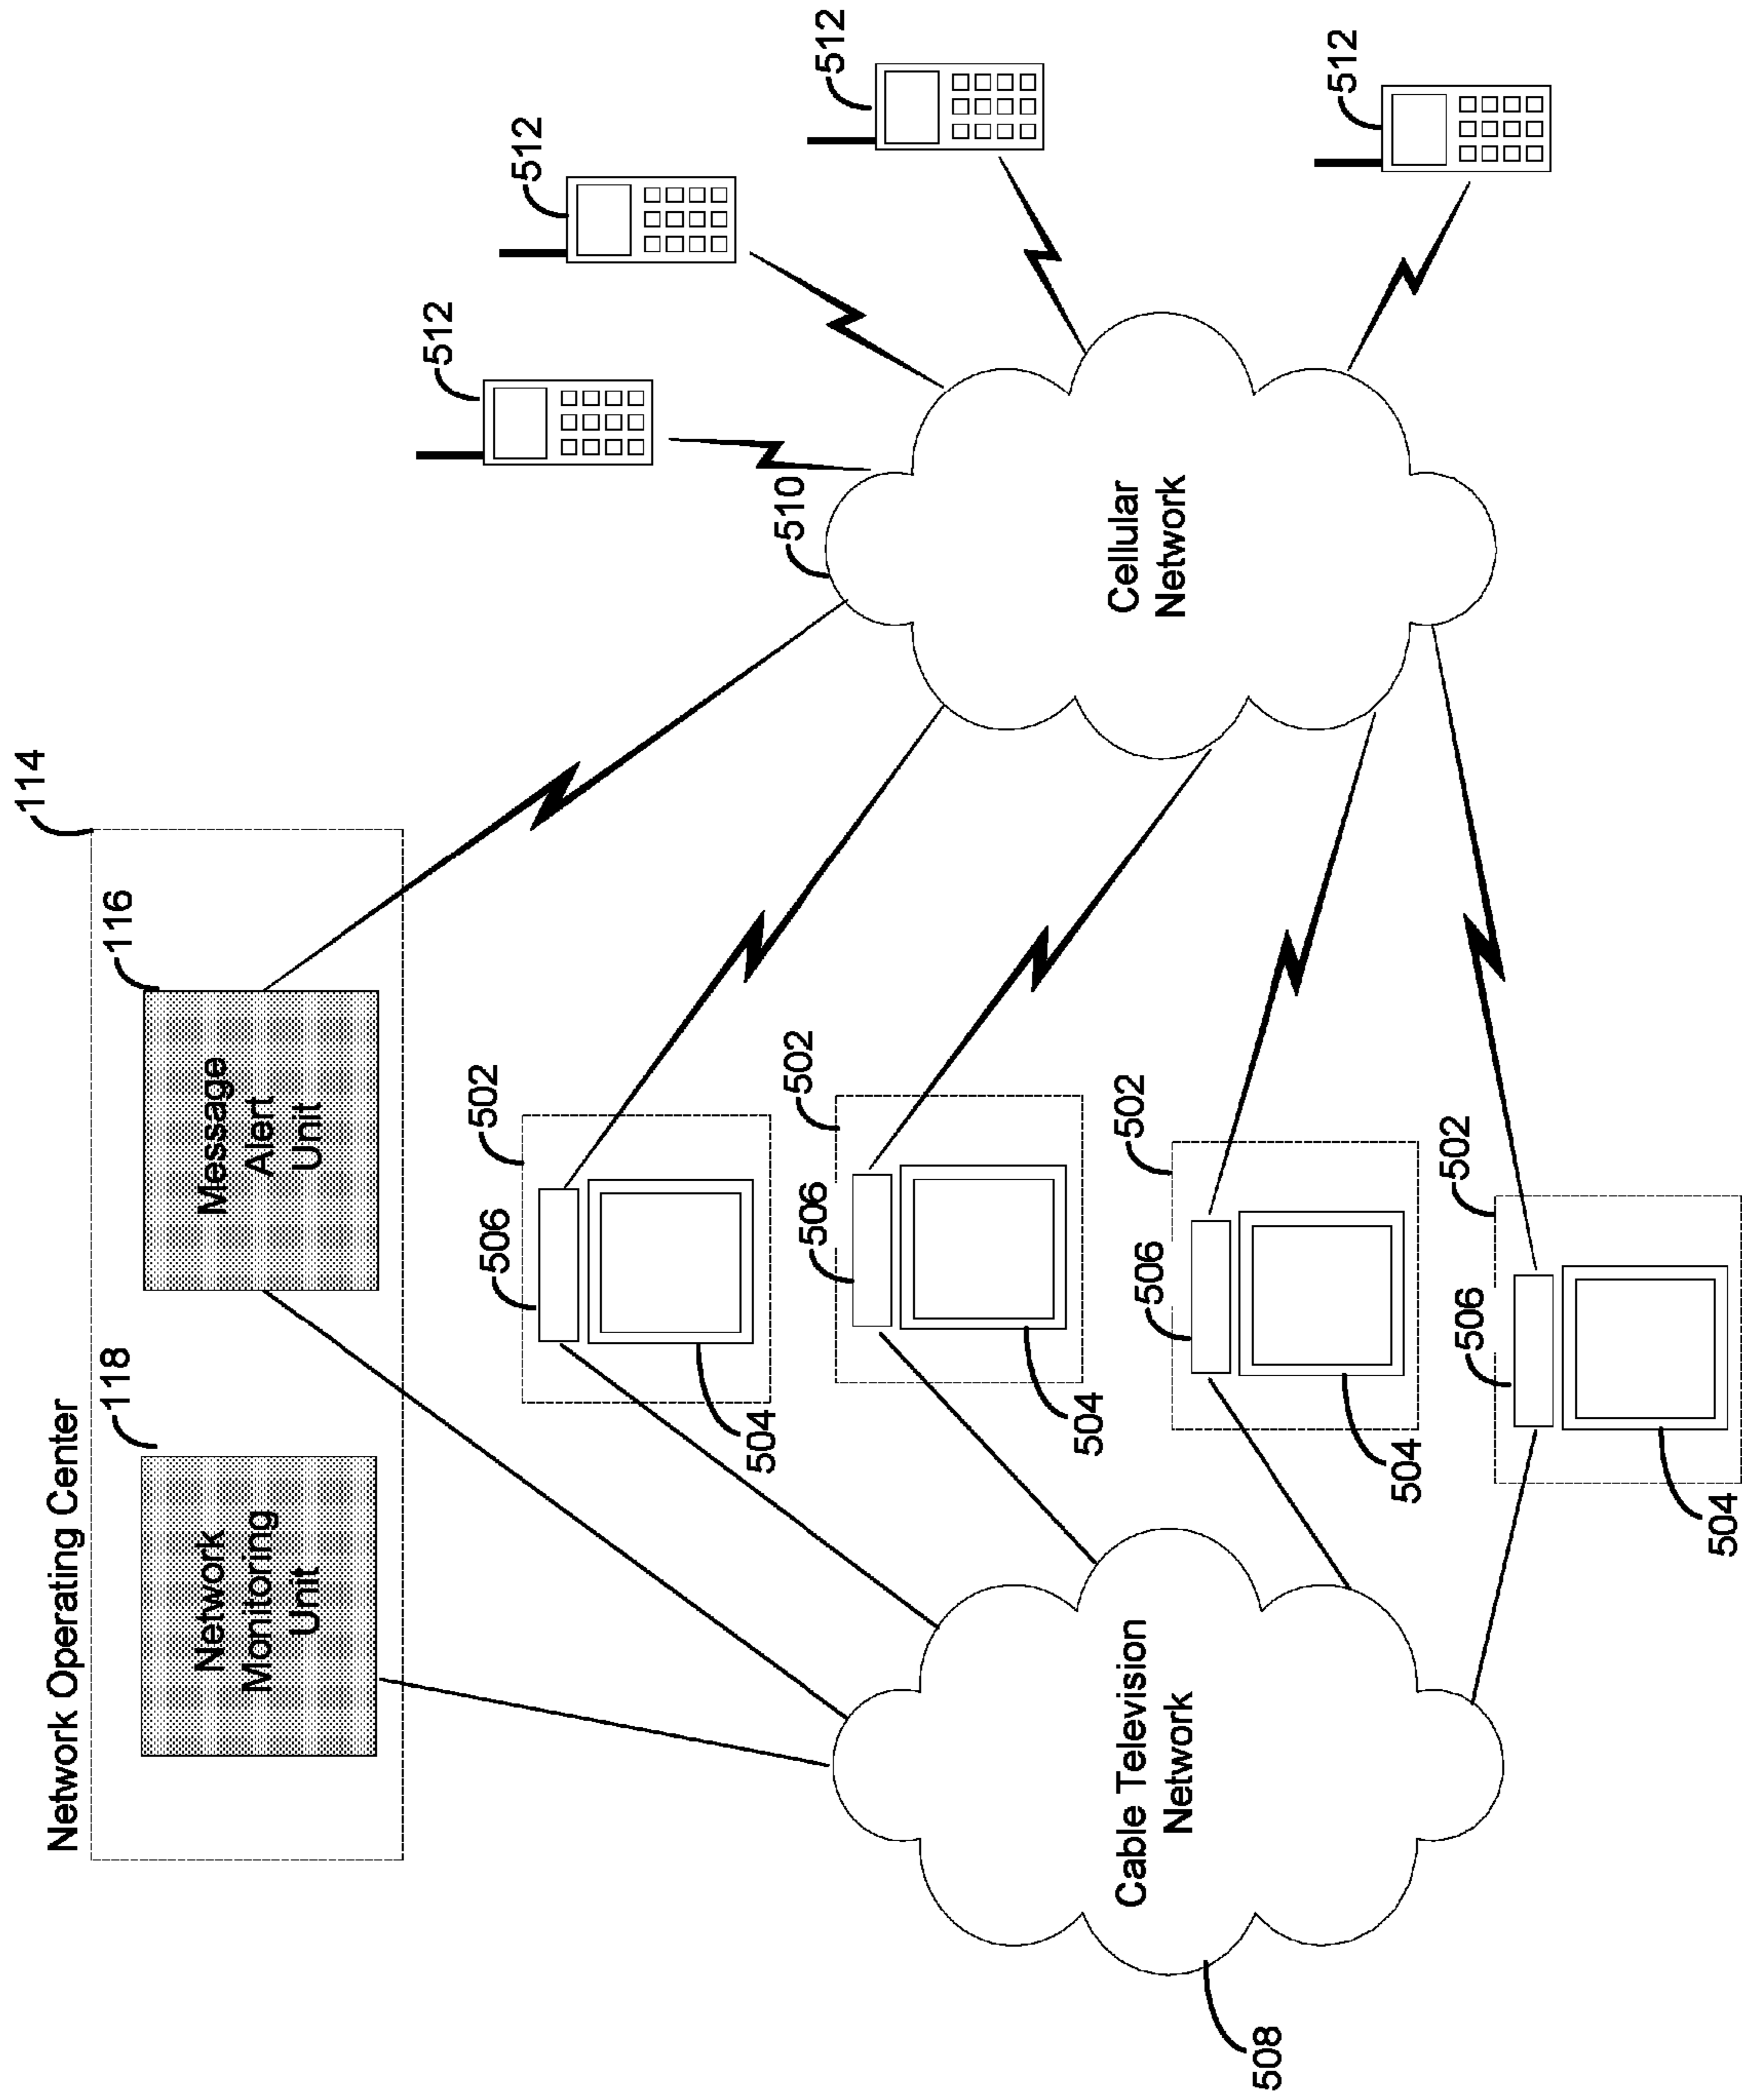 Network Operating Center
114
118
116
Network
Monitoring
Unit
Message
Alert
Unit
512
512
512
512
510
502
502
502
502
506
506
506
506
504
504
504
504
Cable Television
Network
Cellular
Network
508